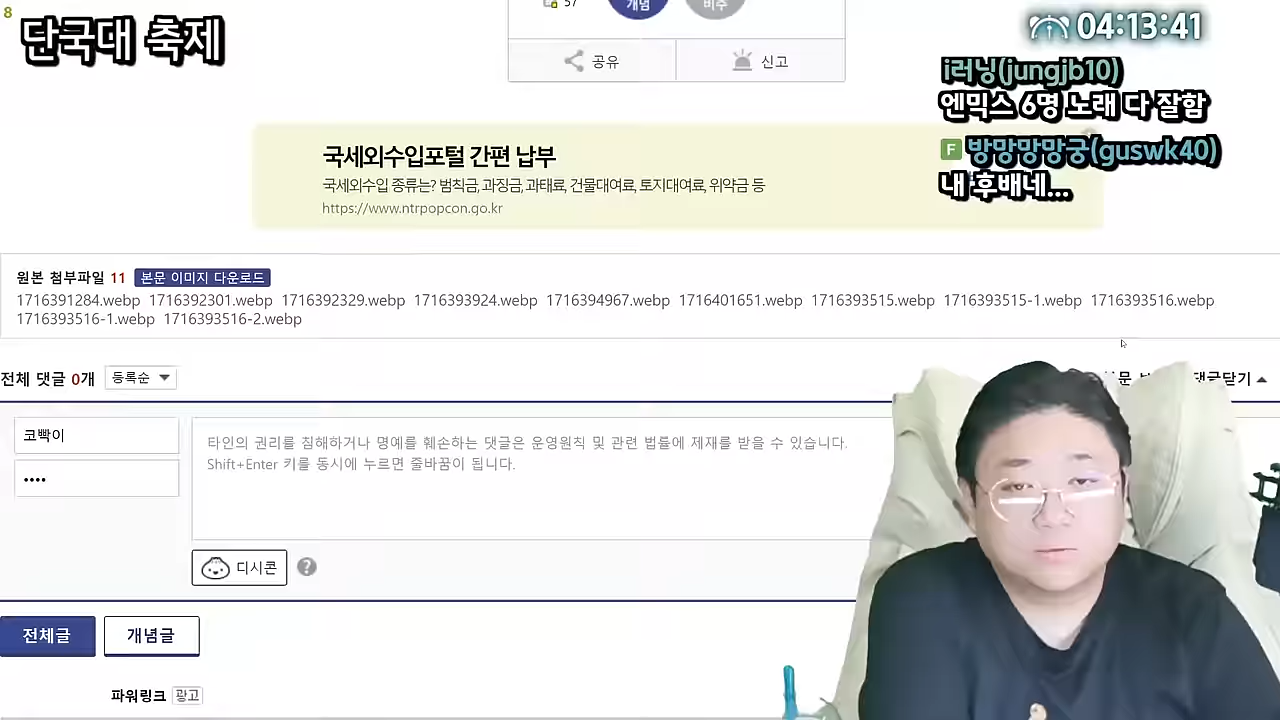 8
단국대 축제
57
개념
비추
공유
신고
04:13:41
i러닝(jungjb10)
엔믹스 6명 노래 다 잘함
F 방망망망궁(guswk40)
내 후배네...
국세외수입포털 간편 납부
국세외수입 종류는? 범칙금, 과징금, 과태료, 건물대여료, 토지대여료, 위약금 등
https://www.ntrpopcon.go.kr
원본 첨부파일 11 본문 이미지 다운로드
1716391284.webp 1716392301.webp 1716392329.webp 1716393924.webp 1716394967.webp 1716401651.webp 1716393515.webp 1716393515-1.webp 1716393516.webp
1716393516-1.webp 1716393516-2.webp
전체 댓글 0개 등록순
댓글닫기
코빡이
타인의 권리를 침해하거나 명예를 훼손하는 댓글은 운영원칙 및 관련 법률에 제재를 받을 수 있습니다.
Shift+Enter 키를 동시에 누르면 줄바꿈이 됩니다.
••••
디시콘 ?
전체글 개념글
파워링크 광고